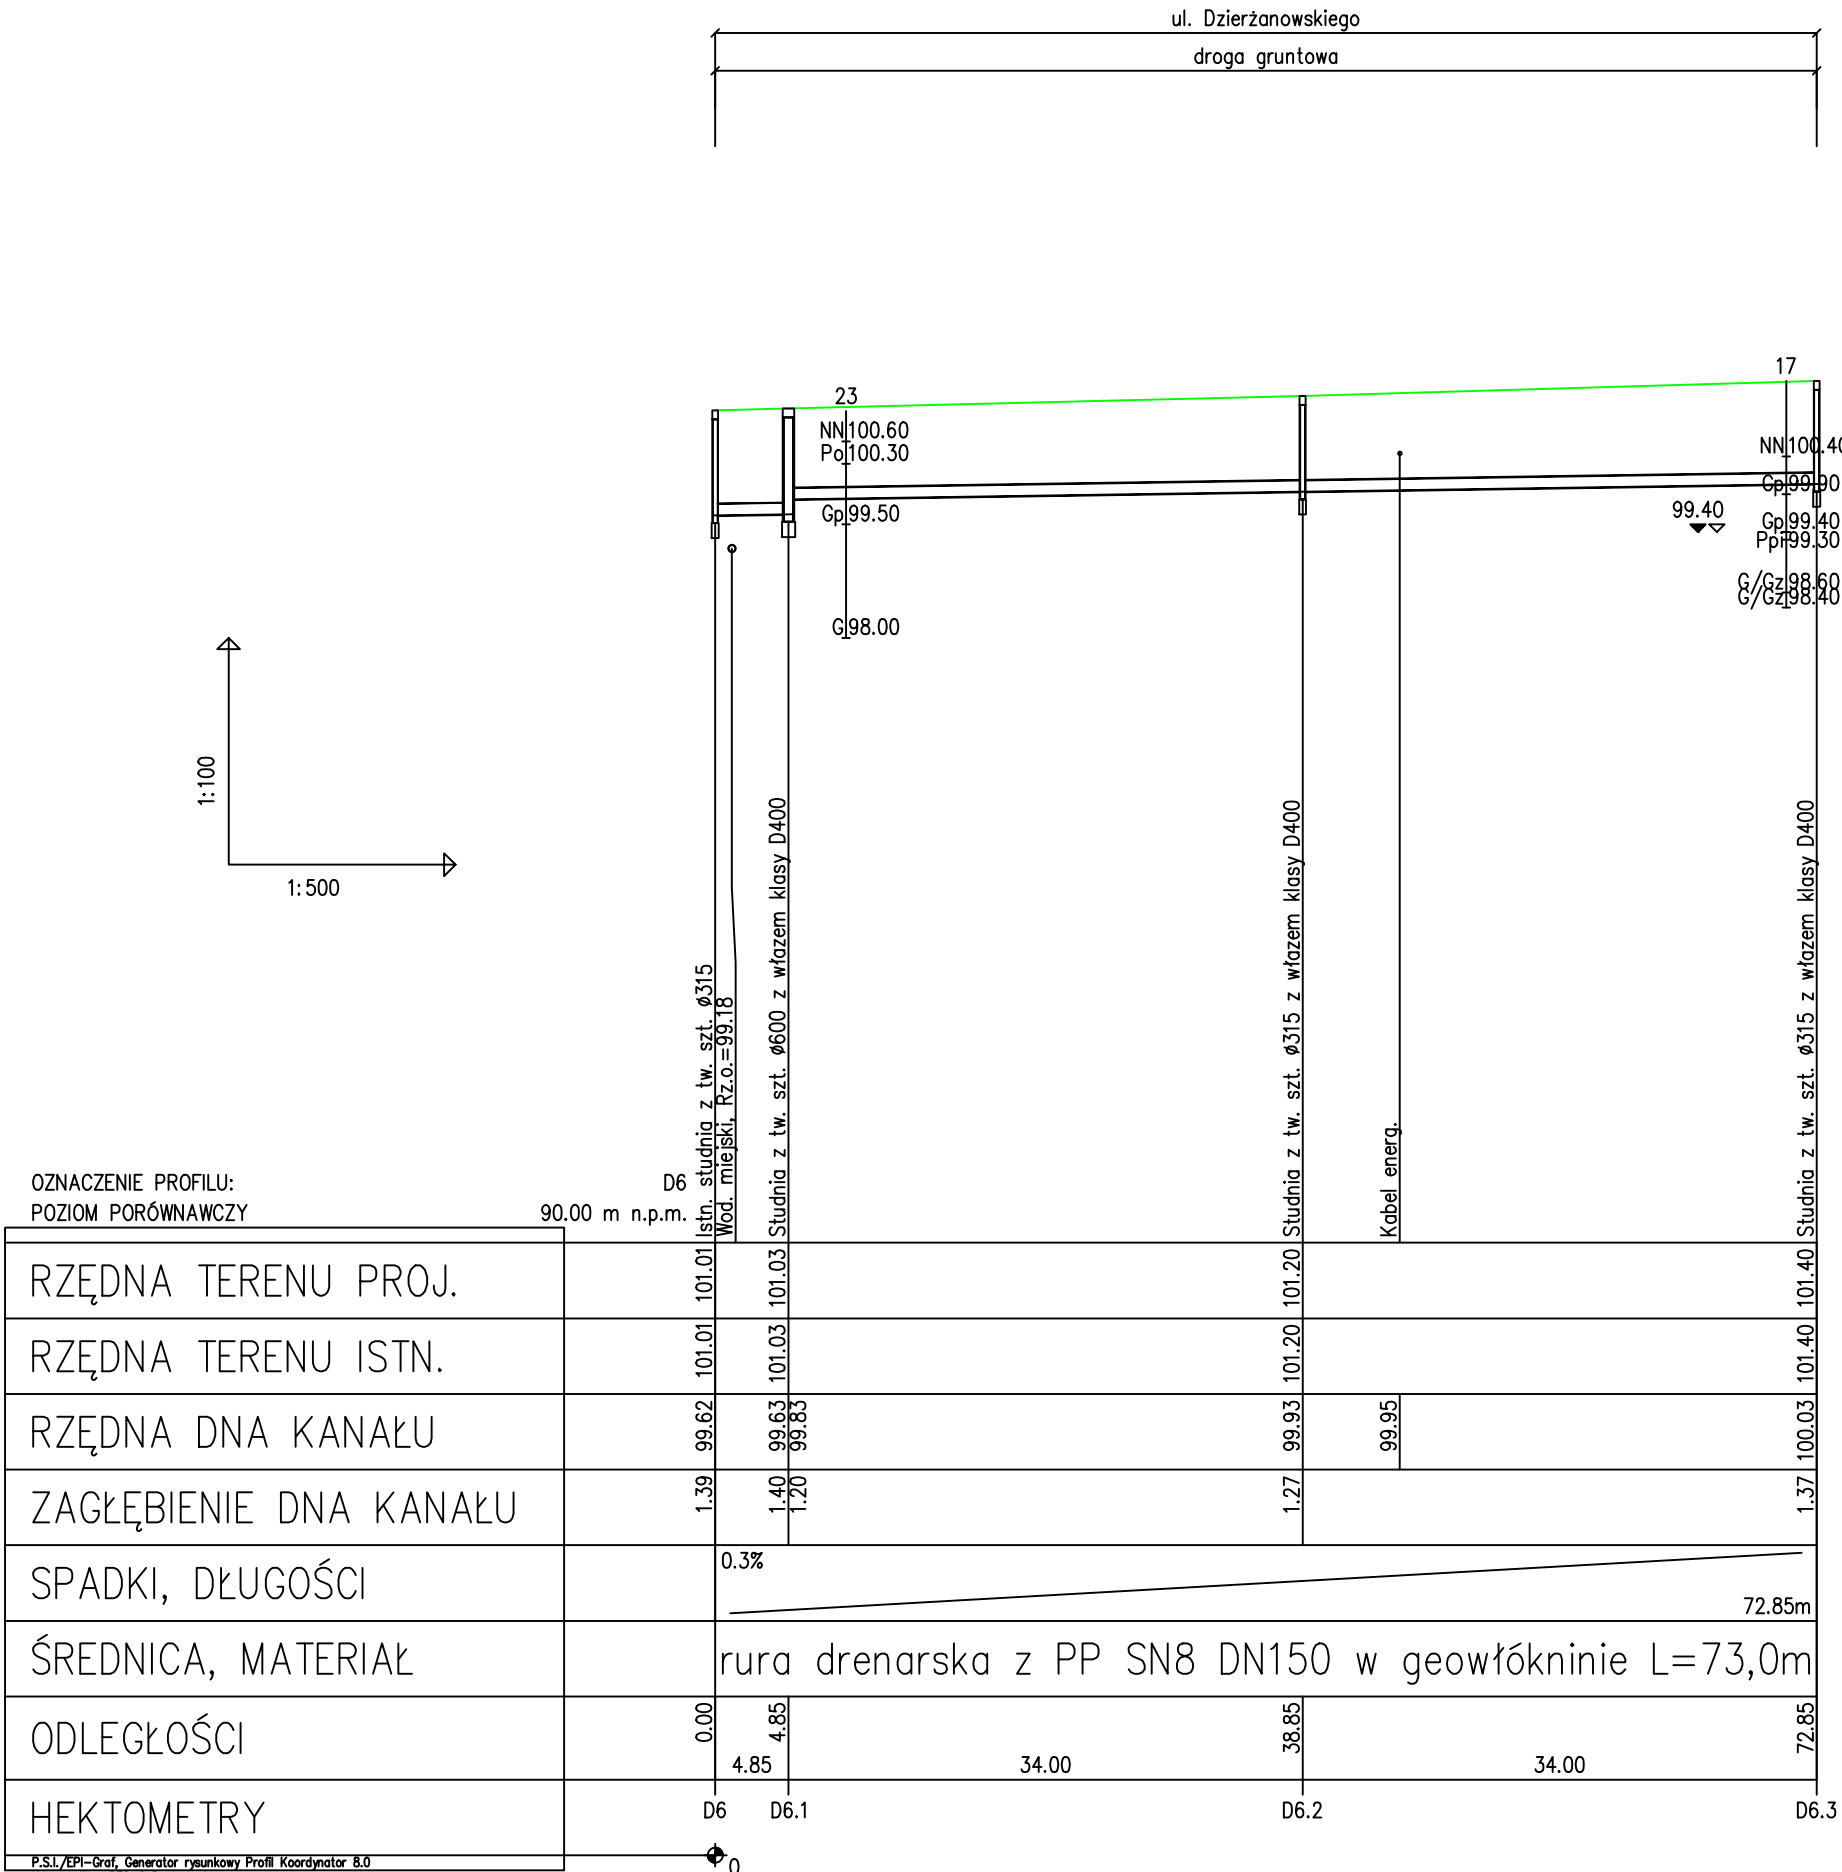 ul. Dzierżanowskiego
droga gruntowa
17
23
NN 100.60
Po 100.30
Gp 99.50
G 98.00
NN 100.40
Gp 99.90
99.40
Gp 99.40
Ppi 99.30
G/Gz 98.60
G/Gz 98.40
1:100
1:500
Istn. studnia z tw. szt. ø315
Wod. miejski, Rz.o.=99.18
Studnia z tw. szt. ø600 z włazem klasy D400
Studnia z tw. szt. ø315 z włazem klasy D400
Kabel energ.
Studnia z tw. szt. ø315 z włazem klasy D400
OZNACZENIE PROFILU: D6
POZIOM PORÓWNAWCZY 90.00 m n.p.m.
RZĘDNA TERENU PROJ. 101.01 101.03 101.20 101.40
RZĘDNA TERENU ISTN. 101.01 101.03 101.20 101.40
RZĘDNA DNA KANAŁU 99.62 99.63 99.83 99.93 99.95 100.03
ZAGŁĘBIENIE DNA KANAŁU 1.39 1.40 1.20 1.27 1.37
SPADKI, DŁUGOŚCI 0.3% 72.85m
ŚREDNICA, MATERIAŁ rura drenarska z PP SN8 DN150 w geowłókninie L=73,0m
ODLEGŁOŚCI 0.00 4.85 38.85 72.85
4.85 34.00 34.00
HEKTOMETRY D6 D6.1 D6.2 D6.3
P.S.I./EPI-Graf, Generator rysunkowy Profil Koordynator 8.0
0